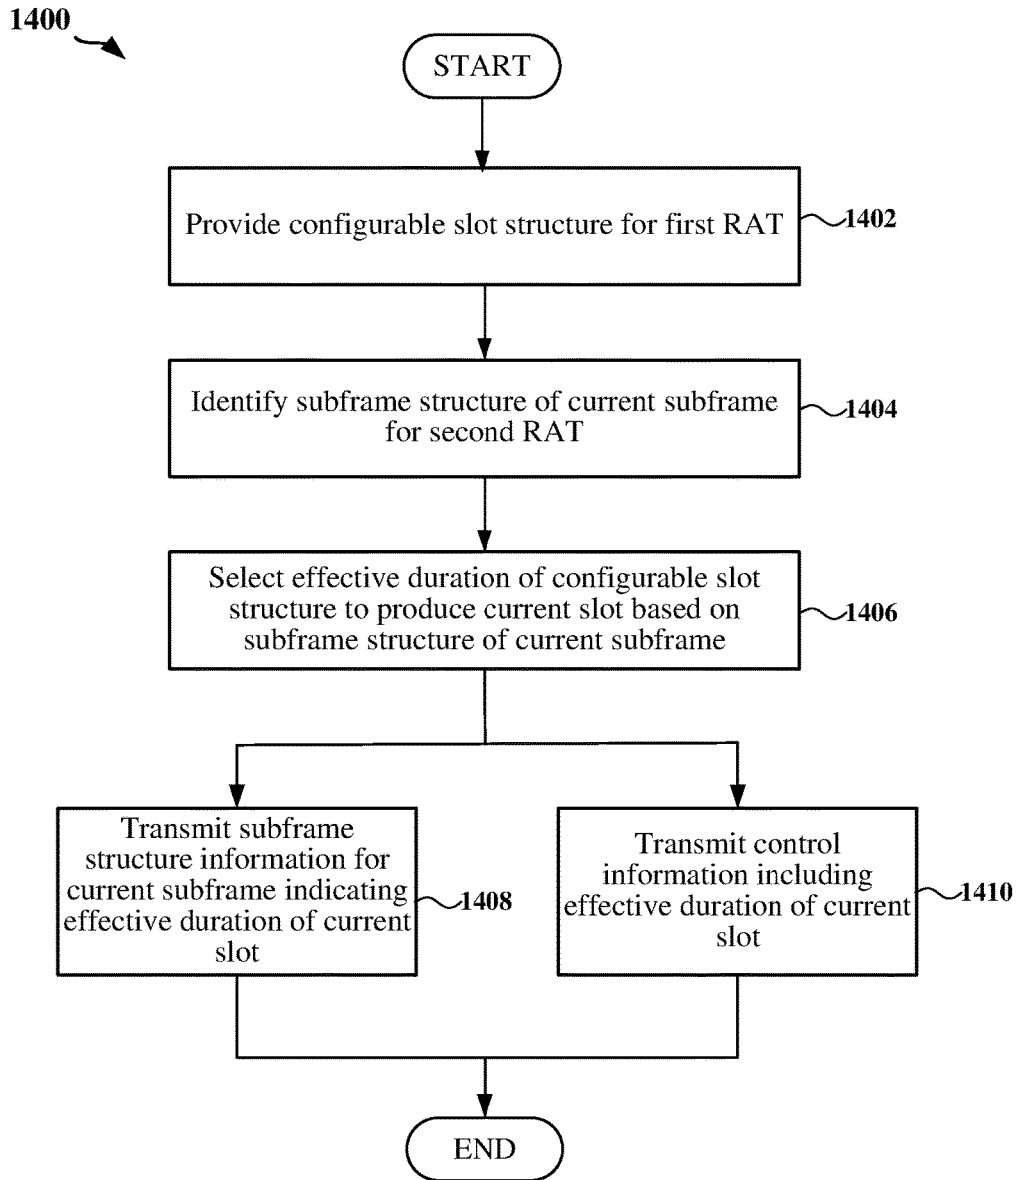 1400
START
Provide configurable slot structure for first RAT
1402
Identify subframe structure of current subframe
for second RAT
1404
Select effective duration of configurable slot
structure to produce current slot based on
subframe structure of current subframe
1406
Transmit subframe
structure information for
current subframe indicating
effective duration of current
slot
1408
Transmit control
information including
effective duration of current
slot
1410
END